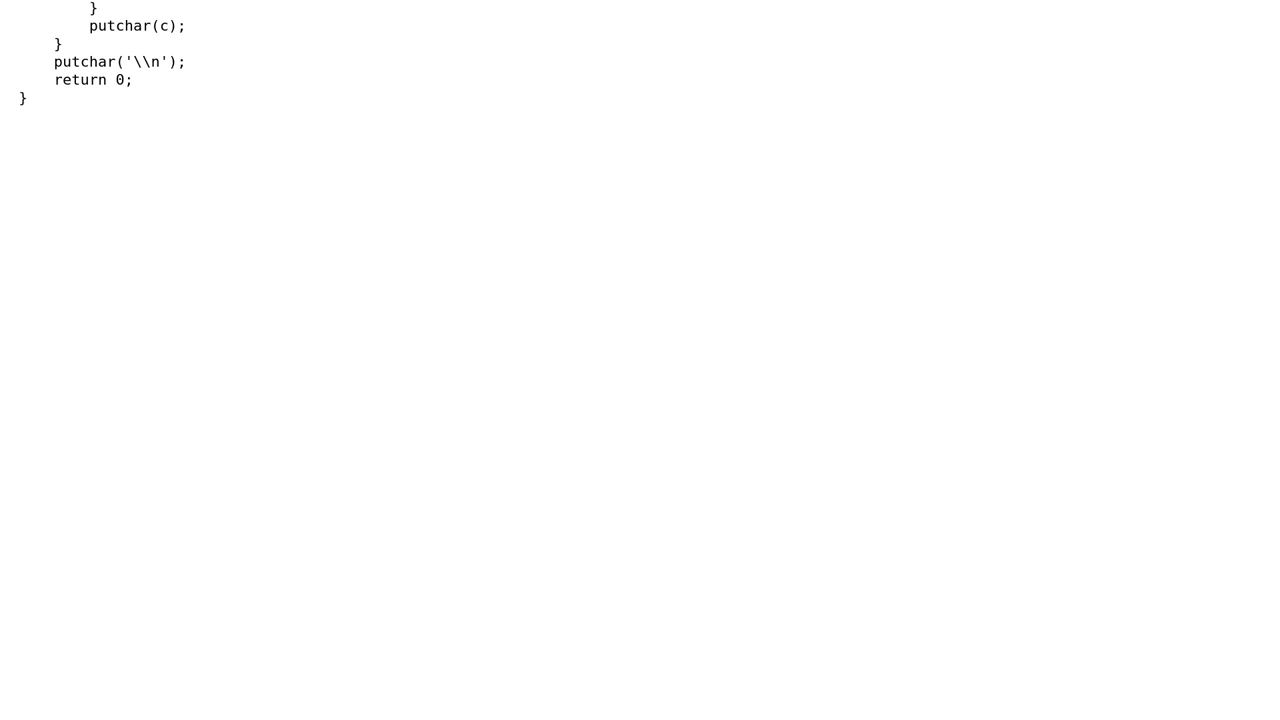 }
        putchar(c);
    }
    putchar('\\n');
    return 0;
}